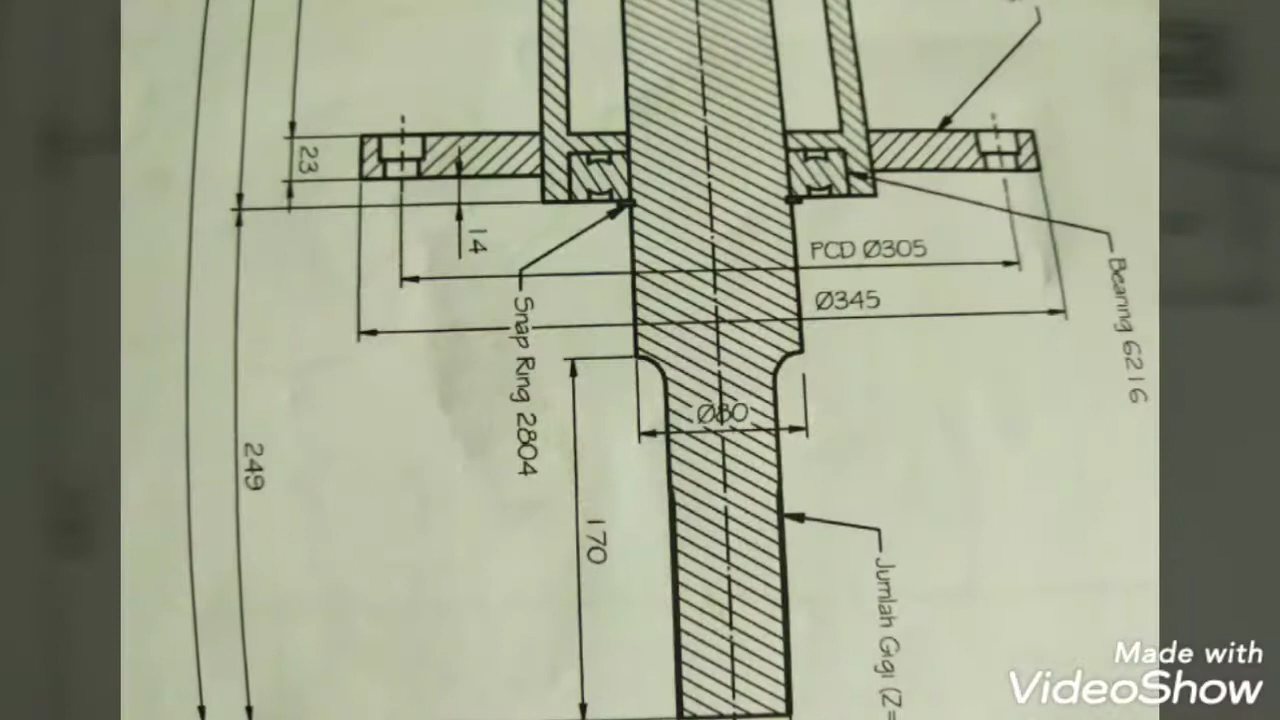 23
14
PCD Ø305
Ø345
Bearing 6216
Snap Ring 2804
Ø80
249
170
Jumlah Gigi (Z=
Made with
VideoShow